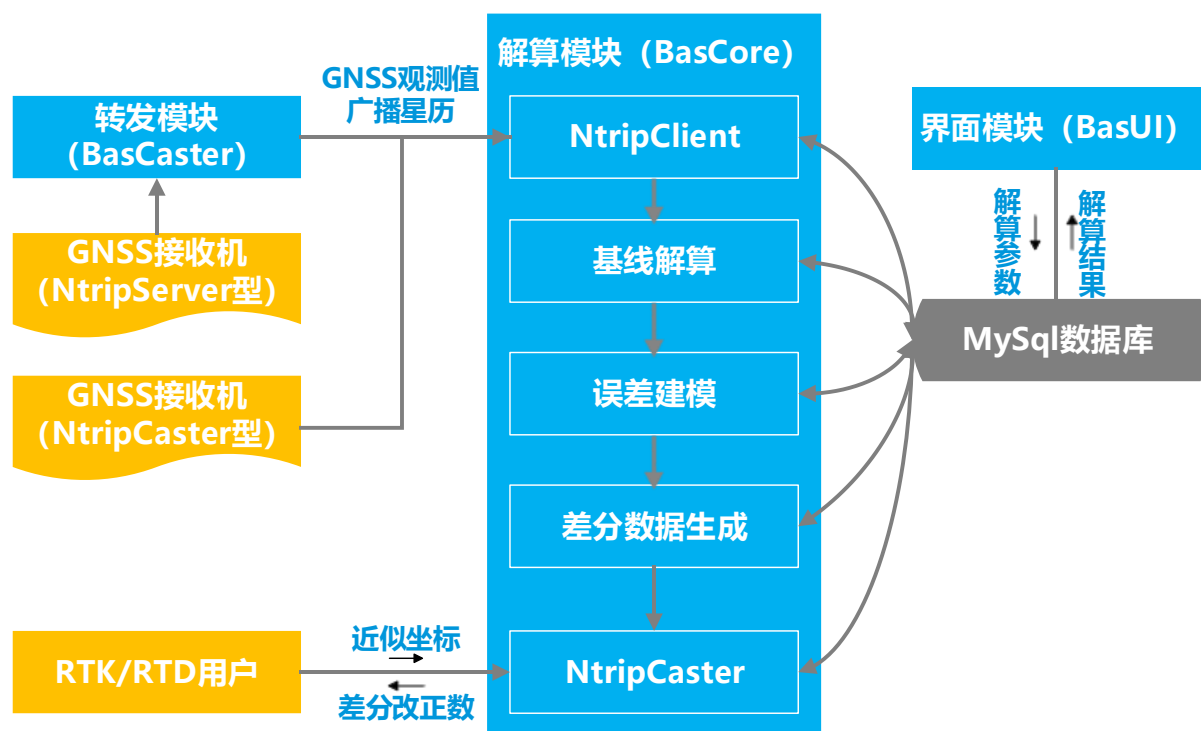 转发模块
（BasCaster）
GNSS接收机
（NtripServer型）
GNSS接收机
（NtripCaster型）
RTK/RTD用户
GNSS观测值
广播星历
近似坐标
差分改正数
解算模块（BasCore）
NtripClient
基线解算
误差建模
差分数据生成
NtripCaster
界面模块（BasUI）
解算参数
解算结果
MySql数据库